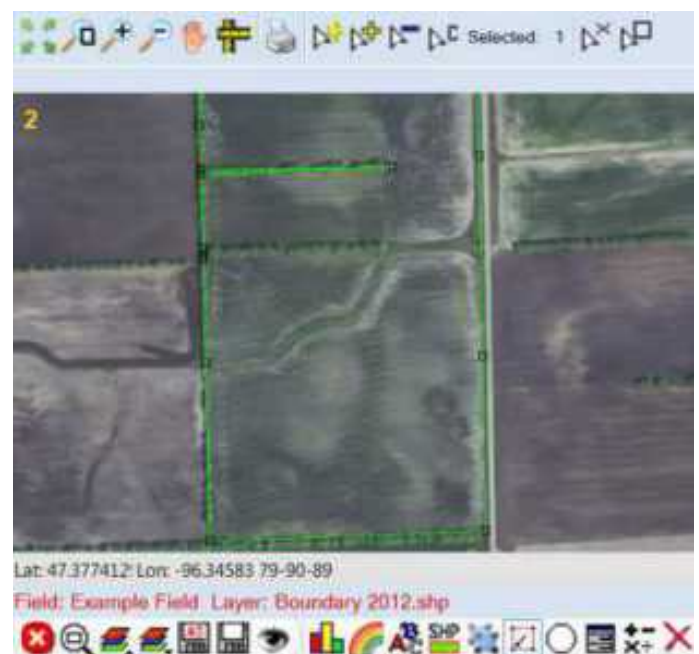 Selected: 1
2
Lat: 47.377412 Lon: -96.34583 79-90-89
Field: Example Field Layer: Boundary 2012.shp
SHP